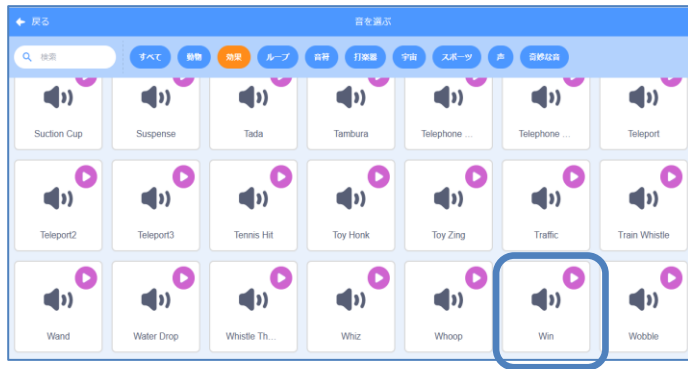 戻る 音を選ぶ
検索 すべて 動物 効果 ループ 音符 打楽器 宇宙 スポーツ 声 奇妙な音
Suction Cup Suspense Tada Tambura Telephone ... Telephone ... Teleport
Teleport2 Teleport3 Tennis Hit Toy Honk Toy Zing Traffic Train Whistle
Wand Water Drop Whistle Th... Whiz Whoop Win Wobble